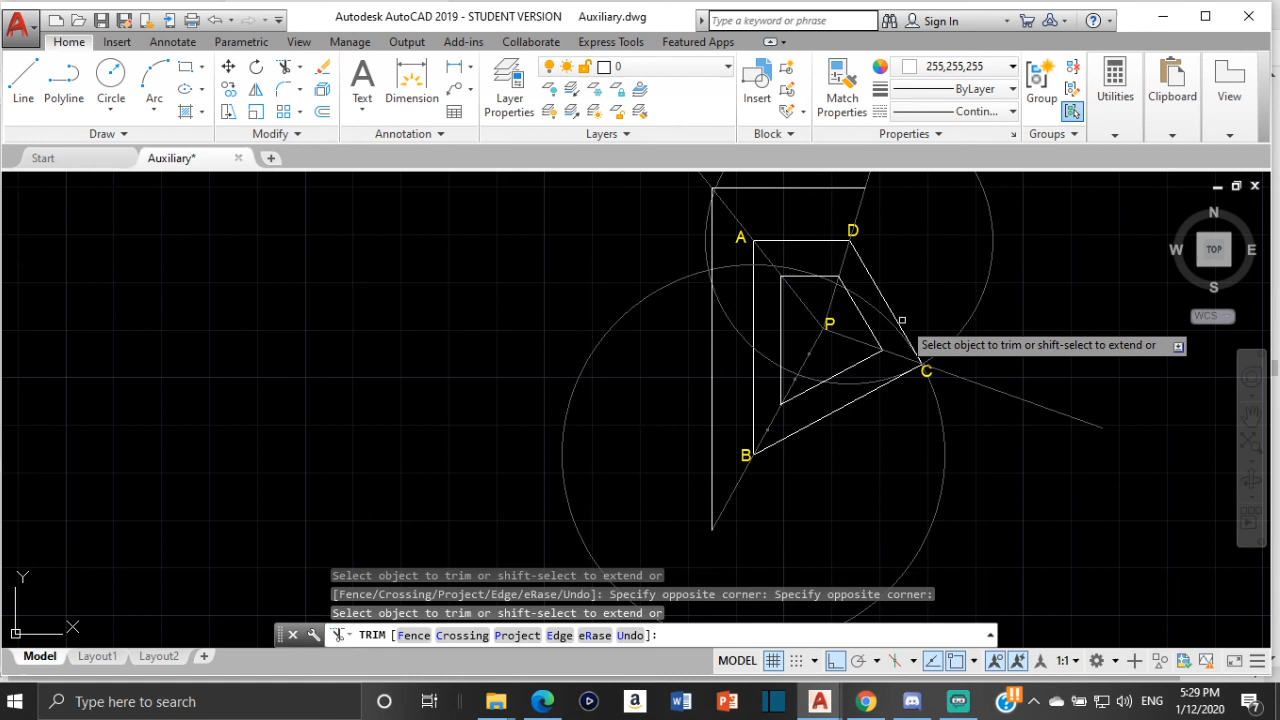 Autodesk AutoCAD 2019 - STUDENT VERSION Auxiliary.dwg
Type a keyword or phrase
Sign In
Home Insert Annotate Parametric View Manage Output Add-ins Collaborate Express Tools Featured Apps
Line Polyline Circle Arc
Text Dimension
Layer Properties
0
Insert
Match Properties
255,255,255
ByLayer
Contin...
Group
Utilities
Clipboard
View
Draw Modify Annotation Layers Block Properties Groups
Start Auxiliary*
N
W TOP E
S
WCS
A
D
P
C
B
Select object to trim or shift-select to extend or
Y
X
Select object to trim or shift-select to extend or
[Fence/Crossing/Project/Edge/eRase/Undo]: Specify opposite corner: Specify opposite corner:
Select object to trim or shift-select to extend or
TRIM [Fence Crossing Project Edge eRase Undo]:
Model Layout1 Layout2
MODEL
1:1
Type here to search
ENG
5:29 PM
1/12/2020